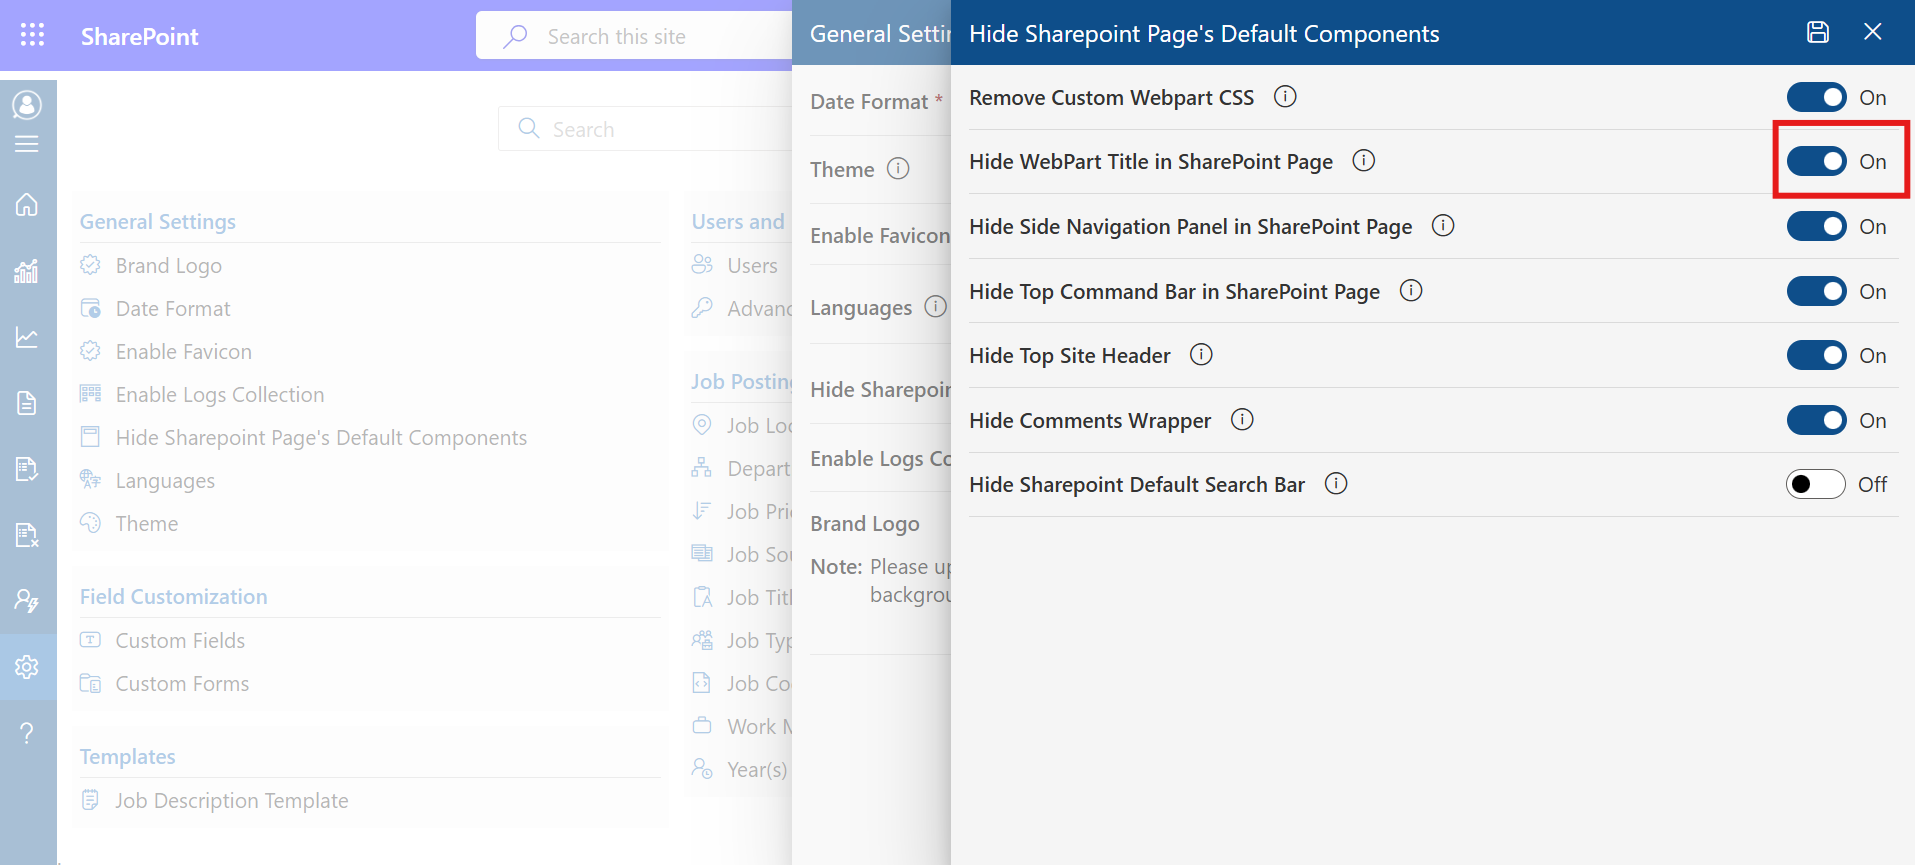 SharePoint
Search this site
Search
General Settings
Brand Logo
Date Format
Enable Favicon
Enable Logs Collection
Hide Sharepoint Page's Default Components
Languages
Theme
Field Customization
Custom Fields
Custom Forms
Templates
Job Description Template
Users and
Users
Advanc
Job Posting
Job Loc
Depart
Job Prio
Job Sou
Job Titl
Job Typ
Job Co
Work M
Year(s)
General Settin
Date Format *
Theme
Enable Favicon
Languages
Hide Sharepoin
Enable Logs Co
Brand Logo
Note: Please up
backgrou
Hide Sharepoint Page's Default Components
Remove Custom Webpart CSS On
Hide WebPart Title in SharePoint Page On
Hide Side Navigation Panel in SharePoint Page On
Hide Top Command Bar in SharePoint Page On
Hide Top Site Header On
Hide Comments Wrapper On
Hide Sharepoint Default Search Bar Off